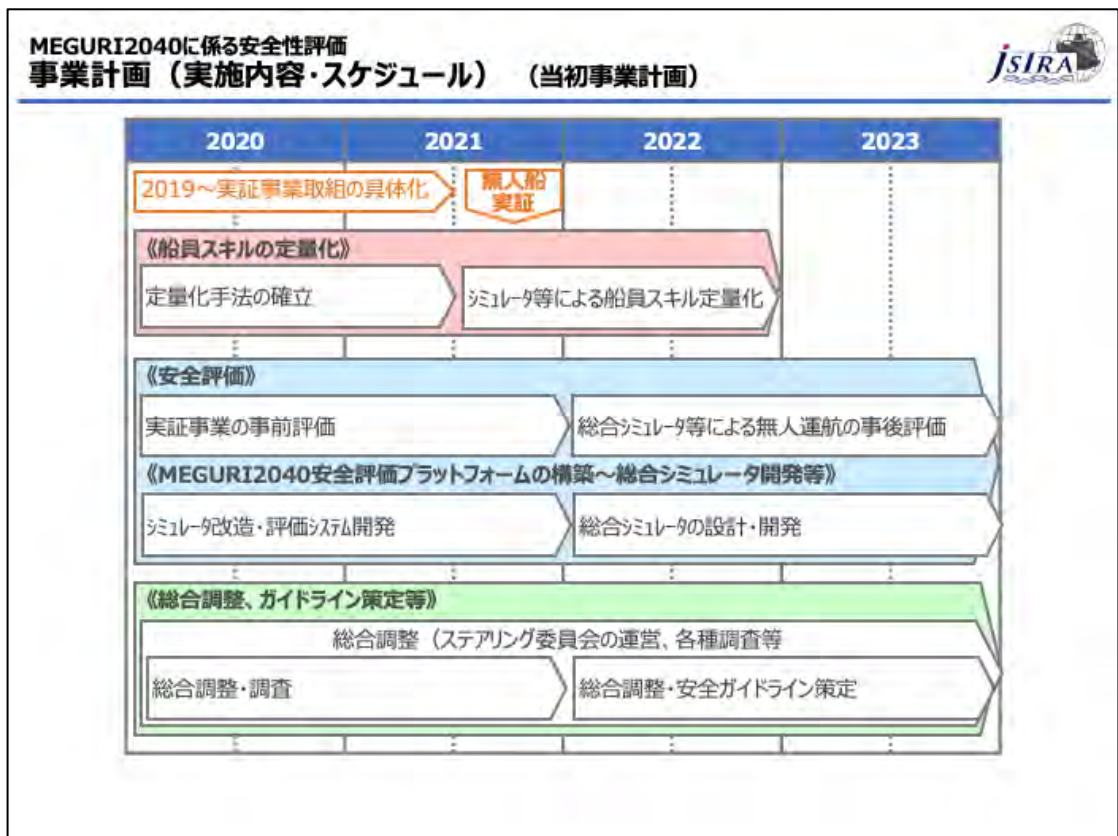 MEGURI2040に係る安全性評価
事業計画（実施内容・スケジュール）　（当初事業計画）
JSIRA
2020 2021 2022 2023
2019～実証事業取組の具体化
無人船
実証
《船員スキルの定量化》
定量化手法の確立
ｼﾐｭﾚｰﾀ等による船員スキル定量化
《安全評価》
実証事業の事前評価
総合ｼﾐｭﾚｰﾀ等による無人運航の事後評価
《MEGURI2040安全評価プラットフォームの構築～総合シミュレータ開発等》
ｼﾐｭﾚｰﾀ改造・評価ｼｽﾃﾑ開発
総合シミュレータの設計・開発
《総合調整、ガイドライン策定等》
総合調整（ステアリング委員会の運営、各種調査等
総合調整・調査
総合調整・安全ガイドライン策定